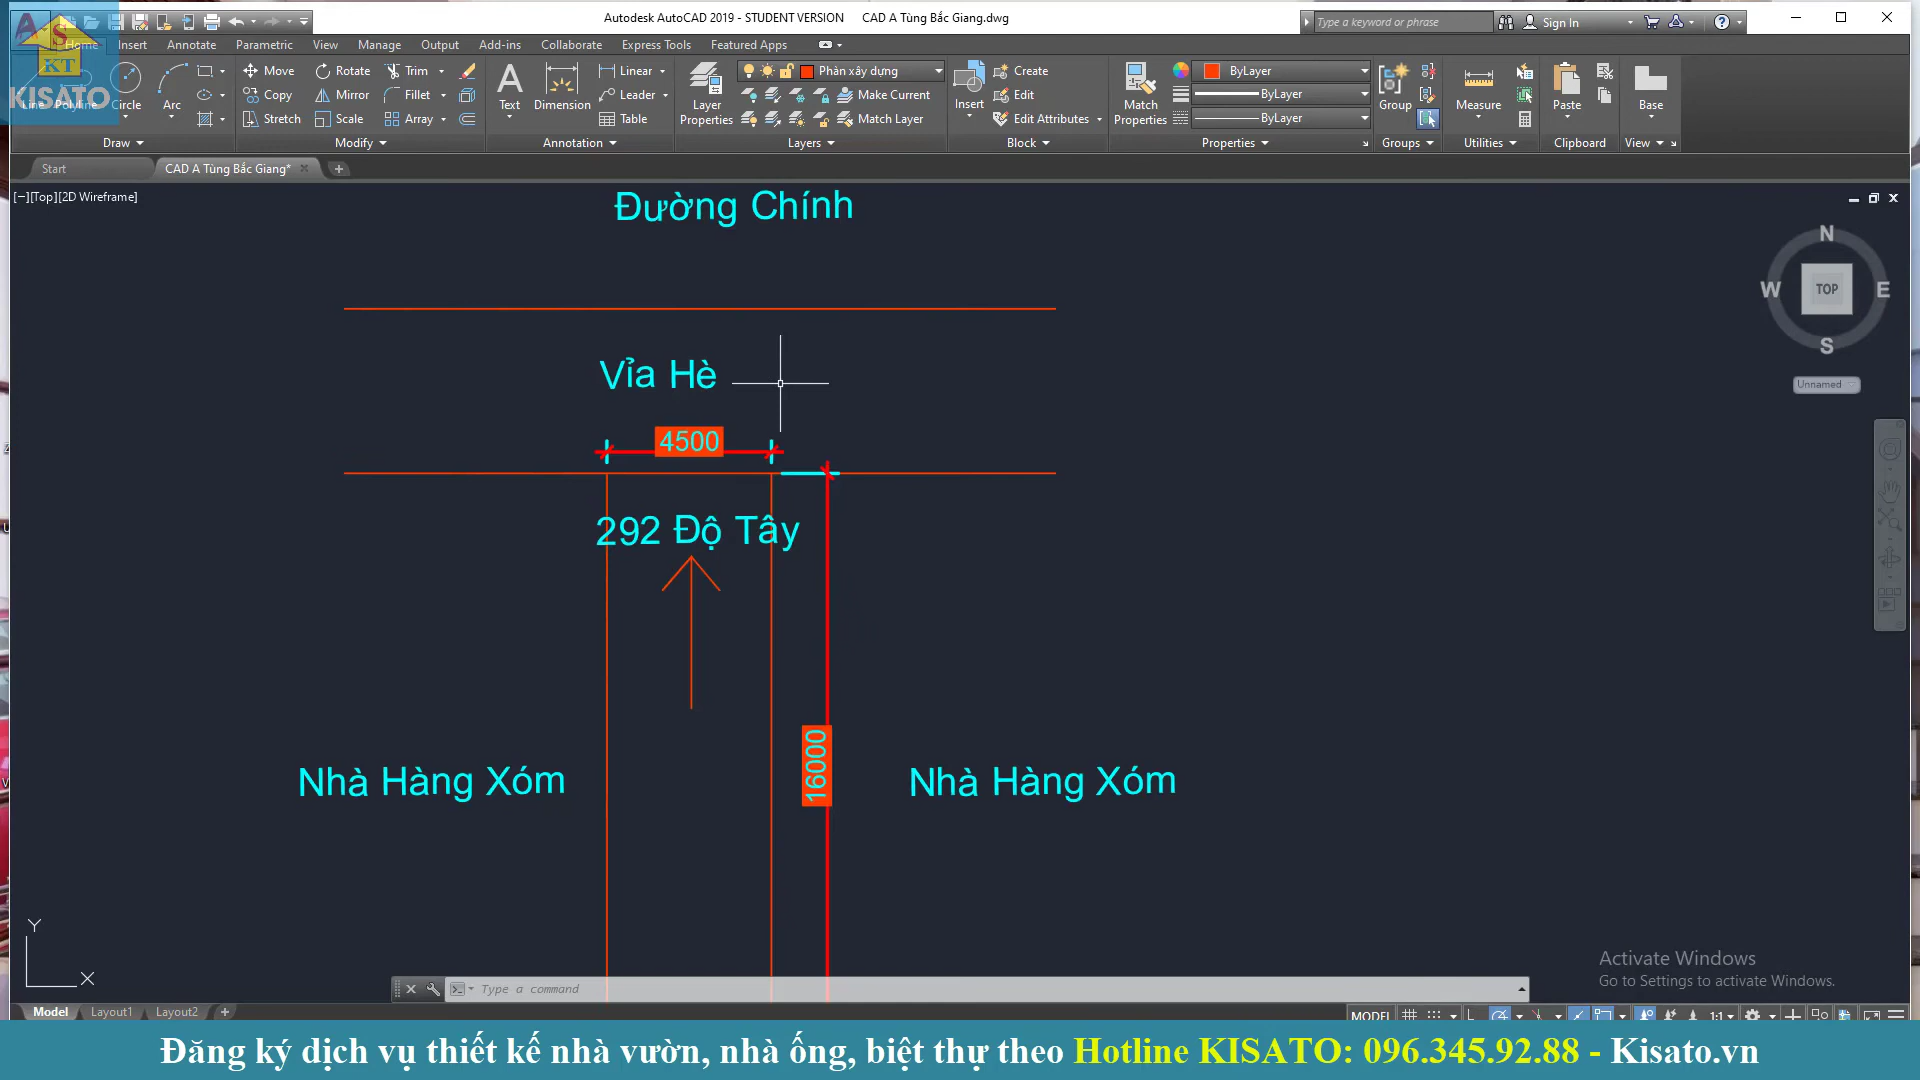 Autodesk AutoCAD 2019 - STUDENT VERSION CAD A Tùng Bắc Giang.dwg
Type a keyword or phrase
Sign In
Home Insert Annotate Parametric View Manage Output Add-ins Collaborate Express Tools Featured Apps
A S KT
KISATO
Line Polyline Circle Arc
Move Rotate Trim
Copy Mirror Fillet
Stretch Scale Array
Text Dimension
Linear
Leader
Table
Layer Properties
Phần xây dựng
Make Current
Match Layer
Insert
Create
Edit
Edit Attributes
Match Properties
ByLayer
ByLayer
ByLayer
Group
Measure
Paste
Base
Draw Modify Annotation Layers Block Properties Groups Utilities Clipboard View
Start CAD A Tùng Bắc Giang*
[−][Top][2D Wireframe]
Đường Chính
N
W TOP E
S
Unnamed
Vỉa Hè
4500
292 Độ Tây
16000
Nhà Hàng Xóm
Nhà Hàng Xóm
Y
X
Activate Windows
Go to Settings to activate Windows.
Type a command
Model Layout1 Layout2
MODEL 1:1
Đăng ký dịch vụ thiết kế nhà vườn, nhà ống, biệt thự theo Hotline KISATO: 096.345.92.88 - Kisato.vn